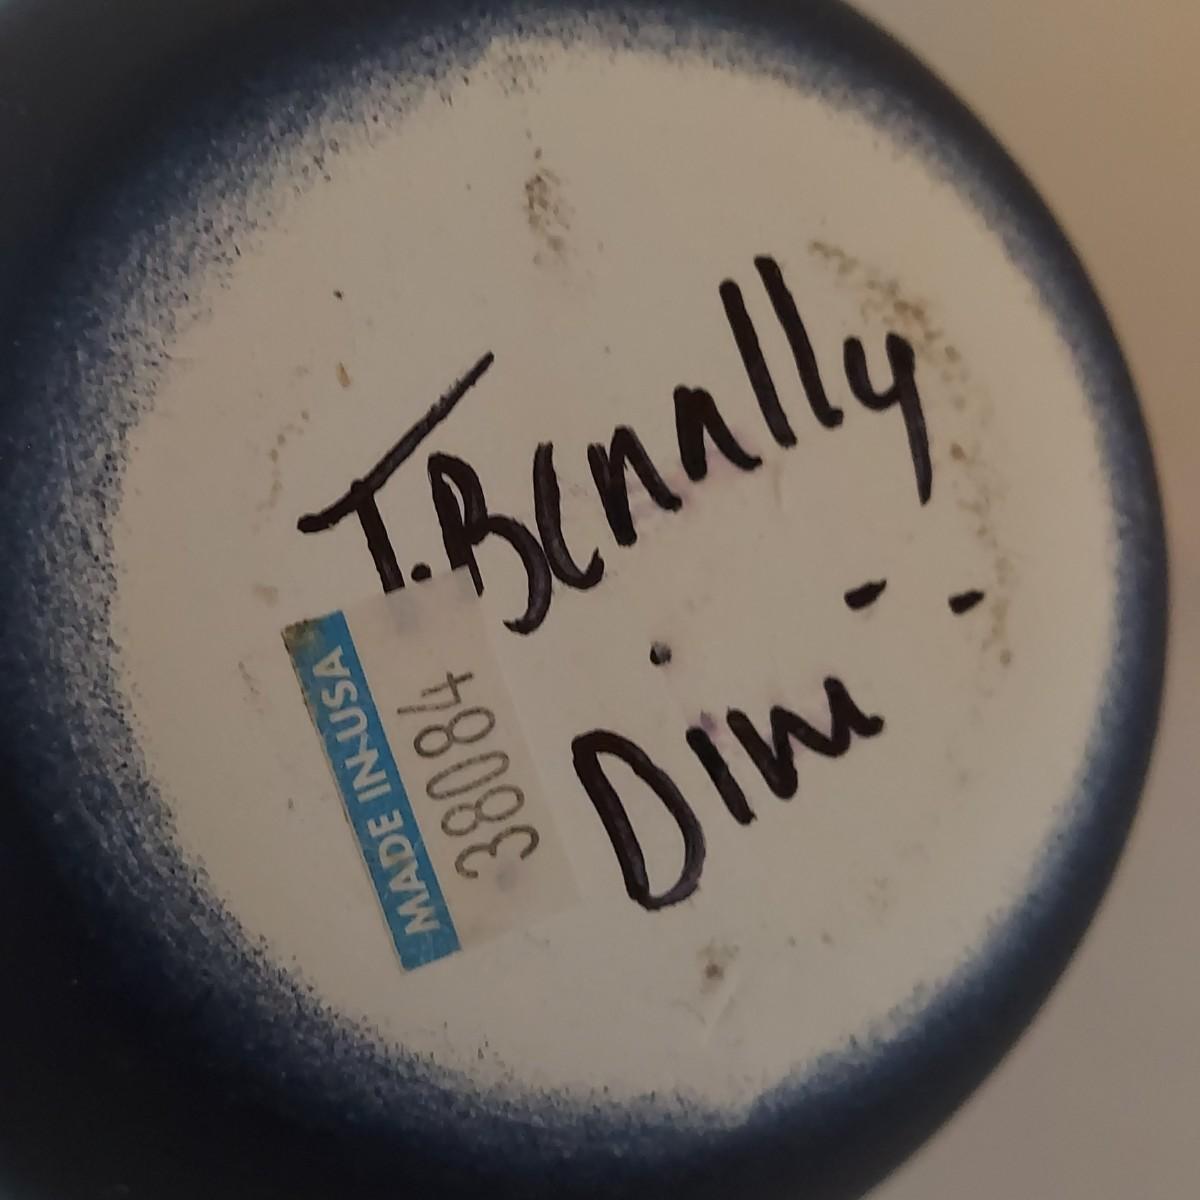 T. Benally
Diné
MADE IN USA
38084